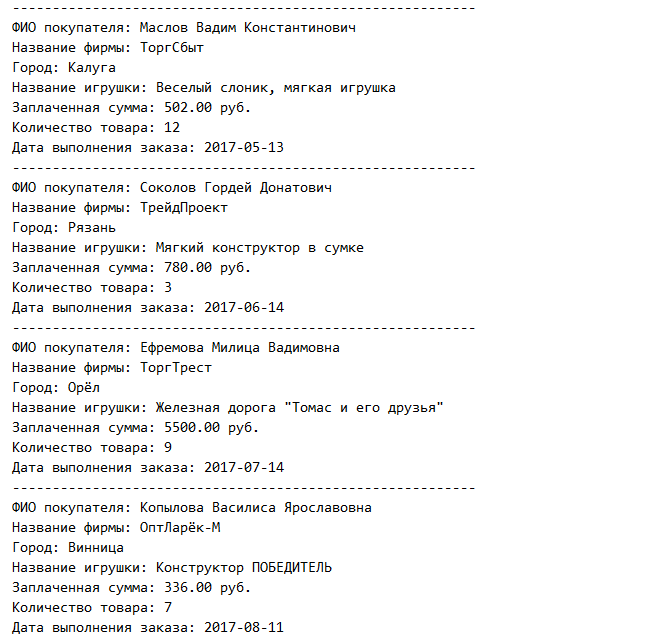 ----------------------------------------------------------
ФИО покупателя: Маслов Вадим Константинович
Название фирмы: ТоргСбыт
Город: Калуга
Название игрушки: Веселый слоник, мягкая игрушка
Заплаченная сумма: 502.00 руб.
Количество товара: 12
Дата выполнения заказа: 2017-05-13
----------------------------------------------------------
ФИО покупателя: Соколов Гордей Донатович
Название фирмы: ТрейдПроект
Город: Рязань
Название игрушки: Мягкий конструктор в сумке
Заплаченная сумма: 780.00 руб.
Количество товара: 3
Дата выполнения заказа: 2017-06-14
----------------------------------------------------------
ФИО покупателя: Ефремова Милица Вадимовна
Название фирмы: ТоргТрест
Город: Орёл
Название игрушки: Железная дорога "Томас и его друзья"
Заплаченная сумма: 5500.00 руб.
Количество товара: 9
Дата выполнения заказа: 2017-07-14
----------------------------------------------------------
ФИО покупателя: Копылова Василиса Ярославовна
Название фирмы: ОптЛарёк-М
Город: Винница
Название игрушки: Конструктор ПОБЕДИТЕЛЬ
Заплаченная сумма: 336.00 руб.
Количество товара: 7
Дата выполнения заказа: 2017-08-11